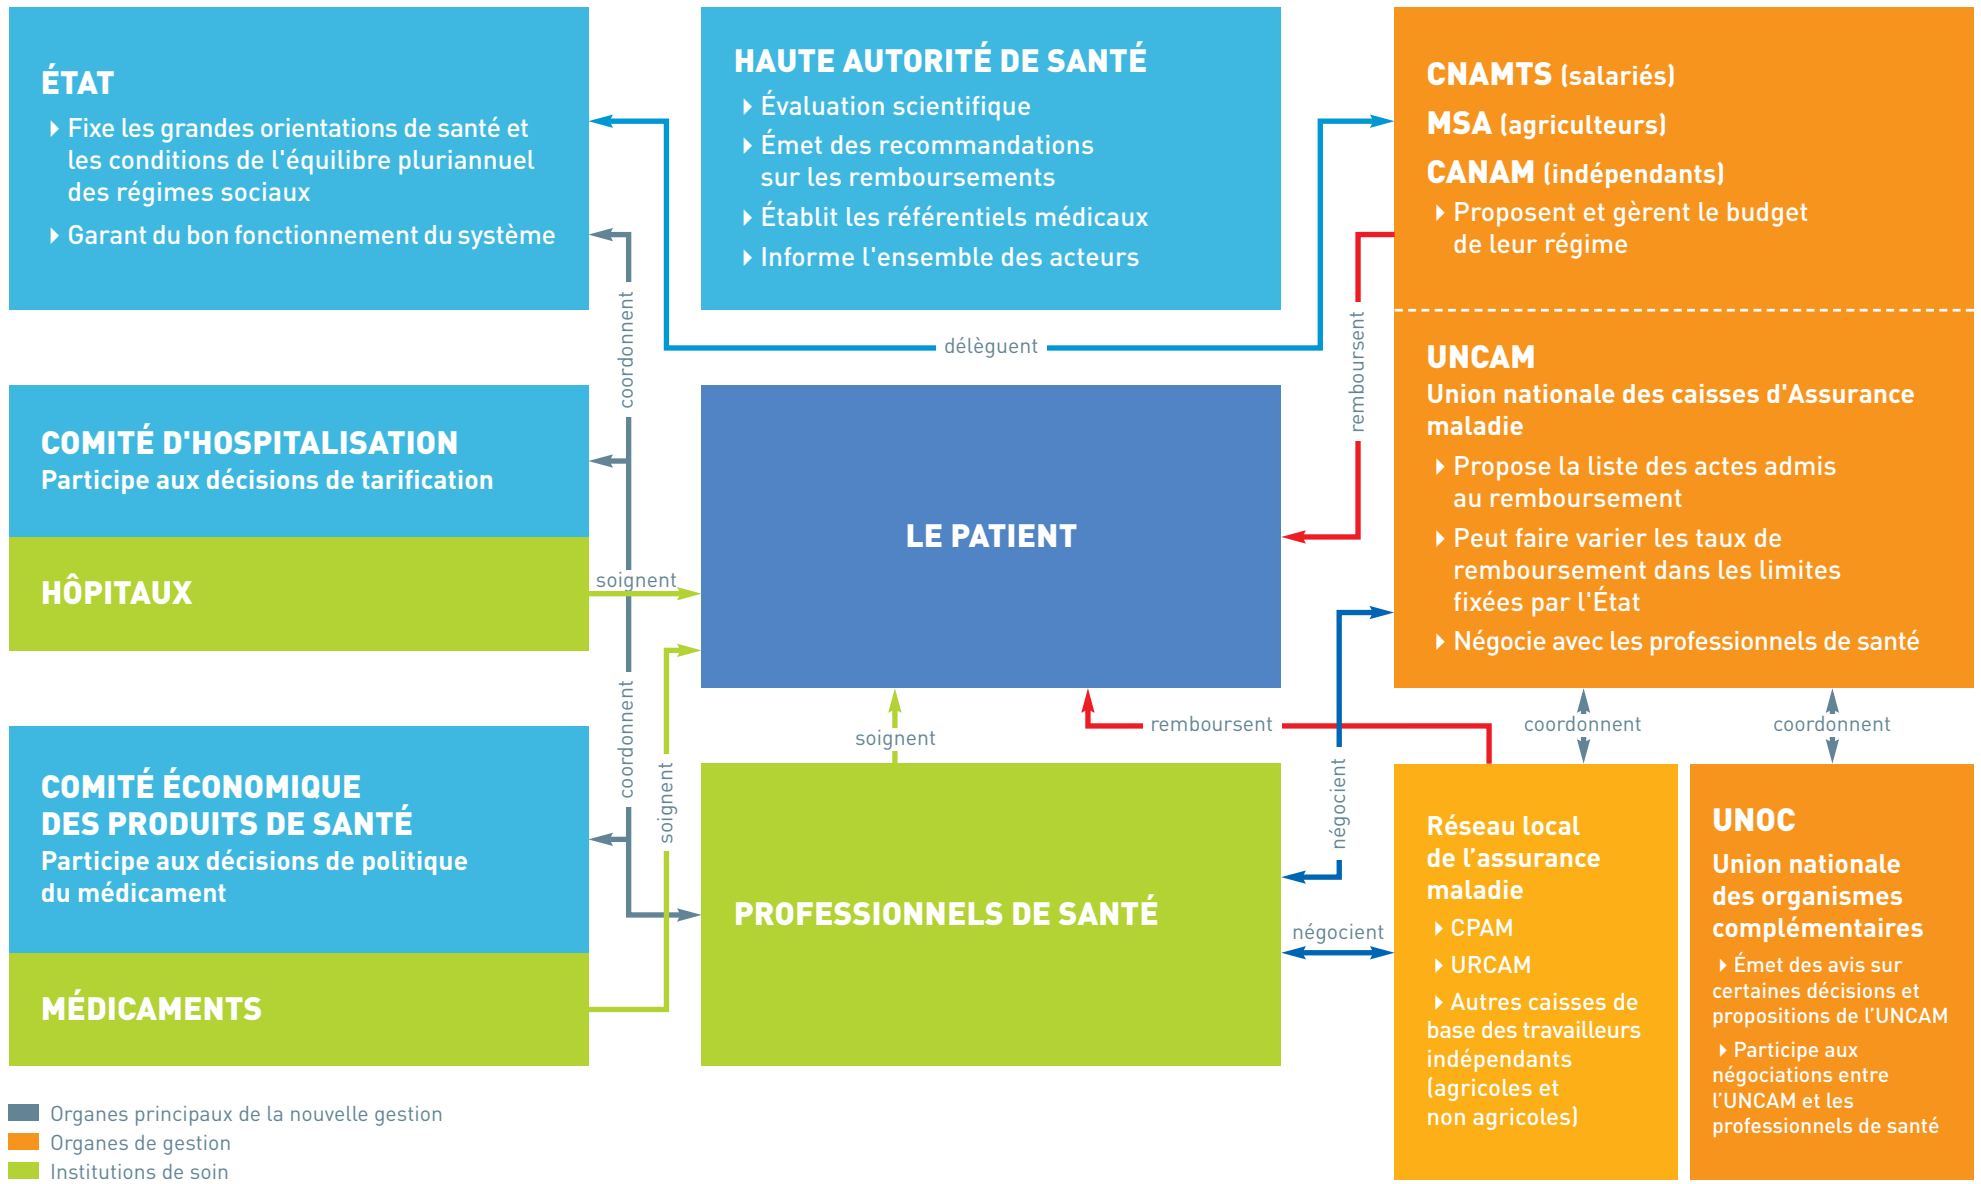 ÉTAT
Fixe les grandes orientations de santé et
les conditions de l'équilibre pluriannuel
des régimes sociaux
Garant du bon fonctionnement du système
HAUTE AUTORITÉ DE SANTÉ
Évaluation scientifique
Émet des recommandations
sur les remboursements
Établit les référentiels médicaux
Informe l'ensemble des acteurs
CNAMTS (salariés)
MSA (agriculteurs)
CANAM (indépendants)
Proposent et gèrent le budget
de leur régime
coordonnent
délèguent
remboursent
UNCAM
Union nationale des caisses d'Assurance
maladie
Propose la liste des actes admis
au remboursement
Peut faire varier les taux de
remboursement dans les limites
fixées par l'État
Négocie avec les professionnels de santé
COMITÉ D'HOSPITALISATION
Participe aux décisions de tarification
HÔPITAUX
soignent
LE PATIENT
coordonnent
soignent
soignent
remboursent
négocient
coordonnent
coordonnent
COMITÉ ÉCONOMIQUE
DES PRODUITS DE SANTÉ
Participe aux décisions de politique
du médicament
MÉDICAMENTS
PROFESSIONNELS DE SANTÉ
négocient
Réseau local
de l’assurance
maladie
CPAM
URCAM
Autres caisses de
base des travailleurs
indépendants
(agricoles et
non agricoles)
UNOC
Union nationale
des organismes
complémentaires
Émet des avis sur
certaines décisions et
propositions de l’UNCAM
Participe aux
négociations entre
l’UNCAM et les
professionnels de santé
Organes principaux de la nouvelle gestion
Organes de gestion
Institutions de soin